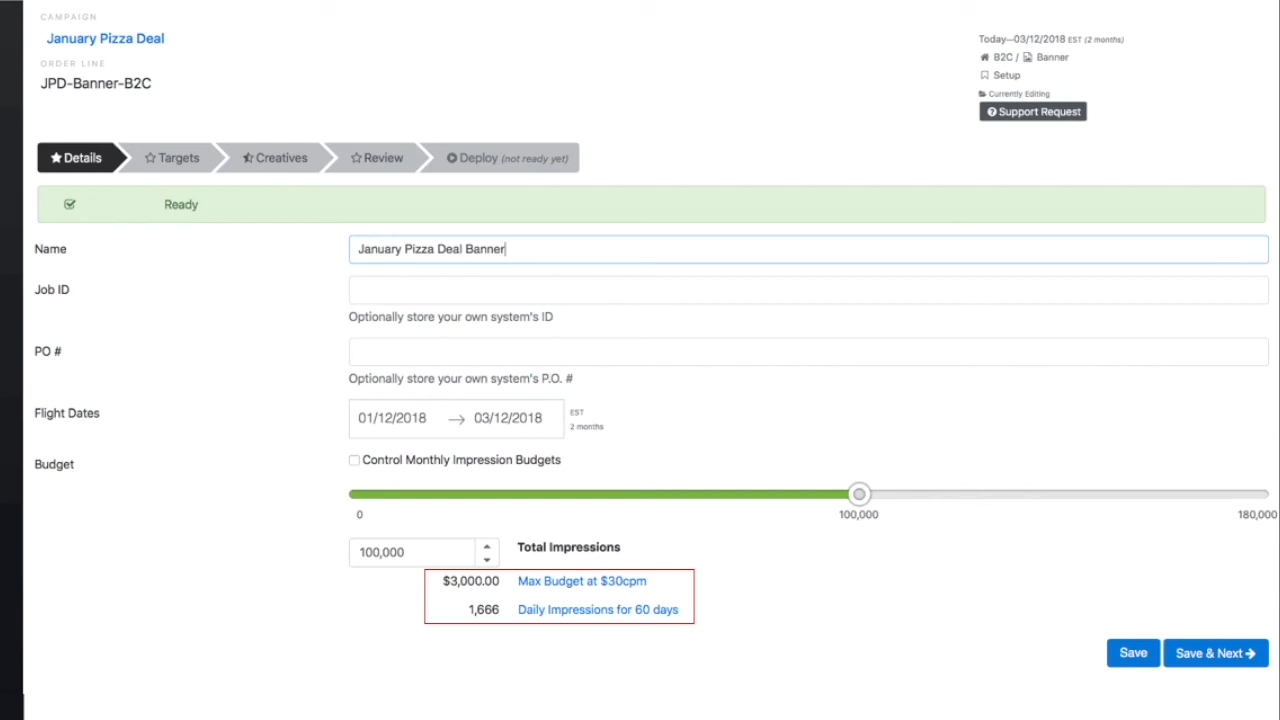 CAMPAIGN
January Pizza Deal
ORDER LINE
JPD-Banner-B2C
Today—03/12/2018 EST (2 months)
B2C / Banner
Setup
Currently Editing
Support Request
Details
Targets
Creatives
Review
Deploy (not ready yet)
Ready
Name
January Pizza Deal Banner
Job ID
Optionally store your own system's ID
PO #
Optionally store your own system's P.O. #
Flight Dates
01/12/2018 → 03/12/2018
EST
2 months
Budget
Control Monthly Impression Budgets
0 100,000 180,000
100,000 Total Impressions
$3,000.00 Max Budget at $30cpm
1,666 Daily Impressions for 60 days
Save
Save & Next →